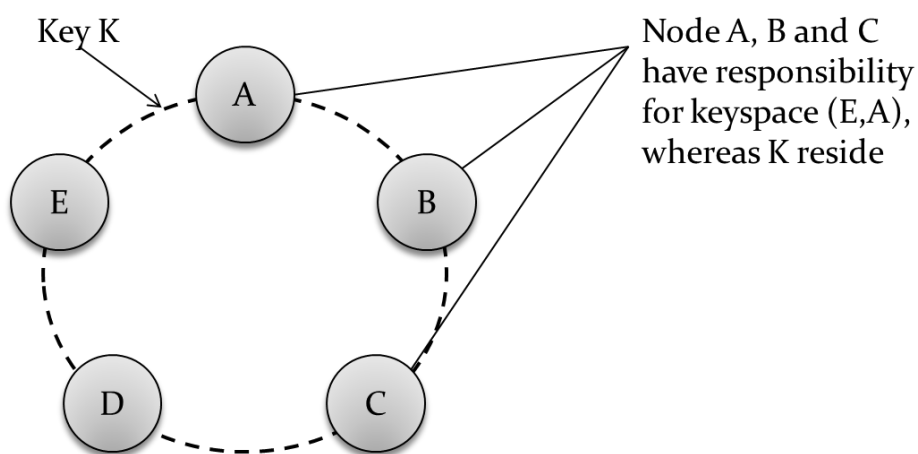 Key K
Node A, B and C
have responsibility
for keyspace (E,A),
whereas K reside
A
E
B
D
C